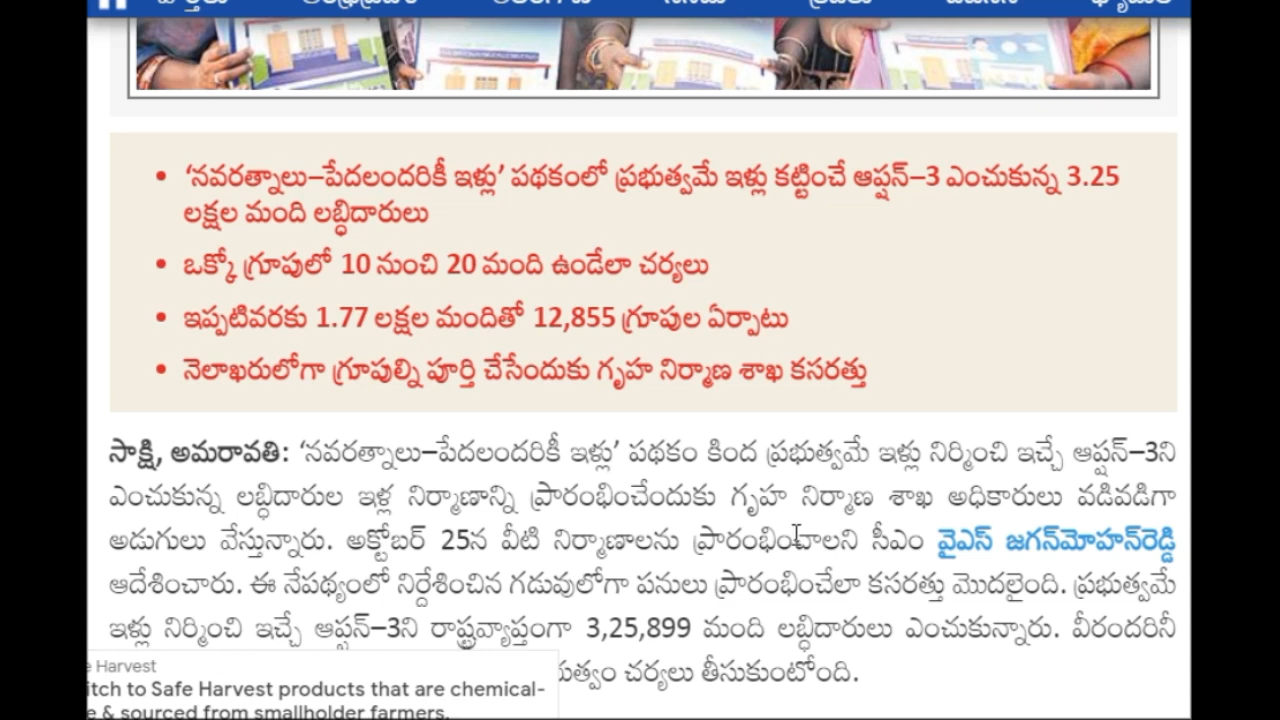 ‘నవరత్నాలు–పేదలందరికీ ఇళ్లు’ పథకంలో ప్రభుత్వమే ఇళ్లు కట్టించే ఆప్షన్–3 ఎంచుకున్న 3.25
లక్షల మంది లబ్ధిదారులు
ఒక్కో గ్రూపులో 10 నుంచి 20 మంది ఉండేలా చర్యలు
ఇప్పటివరకు 1.77 లక్షల మందితో 12,855 గ్రూపుల ఏర్పాటు
నెలాఖరులోగా గ్రూపుల్ని పూర్తి చేసేందుకు గృహ నిర్మాణ శాఖ కసరత్తు
సాక్షి, అమరావతి: ‘నవరత్నాలు–పేదలందరికీ ఇళ్లు’ పథకం కింద ప్రభుత్వమే ఇళ్లు నిర్మించి ఇచ్చే ఆప్షన్–3ని
ఎంచుకున్న లబ్ధిదారుల ఇళ్ల నిర్మాణాన్ని ప్రారంభించేందుకు గృహ నిర్మాణ శాఖ అధికారులు వడివడిగా
అడుగులు వేస్తున్నారు. అక్టోబర్ 25న వీటి నిర్మాణాలను ప్రారంభించాలని సీఎం వైఎస్ జగన్‌మోహన్‌రెడ్డి
ఆదేశించారు. ఈ నేపథ్యంలో నిర్దేశించిన గడువులోగా పనులు ప్రారంభించేలా కసరత్తు మొదలైంది. ప్రభుత్వమే
ఇళ్లు నిర్మించి ఇచ్చే ఆప్షన్–3ని రాష్ట్రవ్యాప్తంగా 3,25,899 మంది లబ్ధిదారులు ఎంచుకున్నారు. వీరందరినీ
చర్యలు తీసుకుంటోంది.
e Harvest
itch to Safe Harvest products that are chemical-
e & sourced from smallholder farmers.